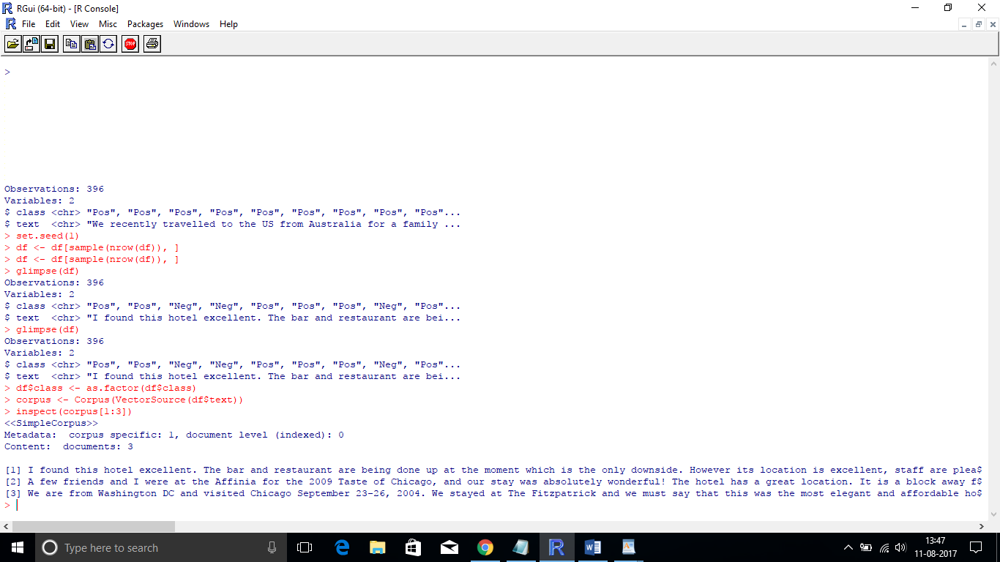 RGui (64-bit) - [R Console]
File Edit View Misc Packages Windows Help
STOP
>
Observations: 396
Variables: 2
$ class <chr> "Pos", "Pos", "Pos", "Pos", "Pos", "Pos", "Pos", "Pos", "Pos"...
$ text  <chr> "We recently travelled to the US from Australia for a family ...
> set.seed(1)
> df <- df[sample(nrow(df)), ]
> df <- df[sample(nrow(df)), ]
> glimpse(df)
Observations: 396
Variables: 2
$ class <chr> "Pos", "Pos", "Neg", "Neg", "Pos", "Pos", "Pos", "Neg", "Pos"...
$ text  <chr> "I found this hotel excellent. The bar and restaurant are bei...
> glimpse(df)
Observations: 396
Variables: 2
$ class <chr> "Pos", "Pos", "Neg", "Neg", "Pos", "Pos", "Pos", "Neg", "Pos"...
$ text  <chr> "I found this hotel excellent. The bar and restaurant are bei...
> df$class <- as.factor(df$class)
> corpus <- Corpus(VectorSource(df$text))
> inspect(corpus[1:3])
<<SimpleCorpus>>
Metadata:  corpus specific: 1, document level (indexed): 0
Content:  documents: 3
[1] I found this hotel excellent. The bar and restaurant are being done up at the moment which is the only downside. However its location is excellent, staff are plea$
[2] A few friends and I were at the Affinia for the 2009 Taste of Chicago, and our stay was absolutely wonderful! The hotel has a great location. It is a block away f$
[3] We are from Washington DC and visited Chicago September 23-26, 2004. We stayed at The Fitzpatrick and we must say that this was the most elegant and affordable ho$
>
Type here to search
13:47
11-08-2017